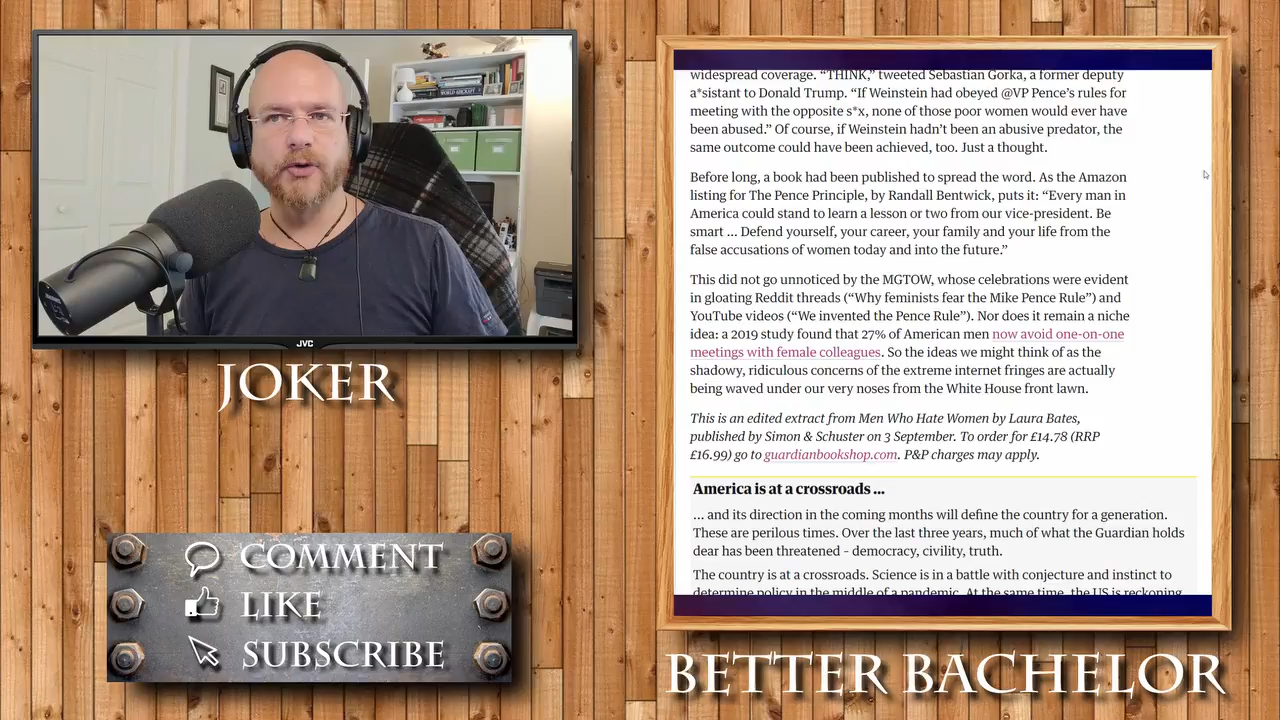 widespread coverage. “THINK,” tweeted Sebastian Gorka, a former deputy
a*sistant to Donald Trump. “If Weinstein had obeyed @VP Pence’s rules for
meeting with the opposite s*x, none of those poor women would ever have
been abused.” Of course, if Weinstein hadn’t been an abusive predator, the
same outcome could have been achieved, too. Just a thought.
Before long, a book had been published to spread the word. As the Amazon
listing for The Pence Principle, by Randall Bentwick, puts it: “Every man in
America could stand to learn a lesson or two from our vice-president. Be
smart ... Defend yourself, your career, your family and your life from the
false accusations of women today and into the future.”
This did not go unnoticed by the MGTOW, whose celebrations were evident
in gloating Reddit threads (“Why feminists fear the Mike Pence Rule”) and
YouTube videos (“We invented the Pence Rule”). Nor does it remain a niche
idea: a 2019 study found that 27% of American men now avoid one-on-one
meetings with female colleagues. So the ideas we might think of as the
shadowy, ridiculous concerns of the extreme internet fringes are actually
being waved under our very noses from the White House front lawn.
This is an edited extract from Men Who Hate Women by Laura Bates,
published by Simon & Schuster on 3 September. To order for £14.78 (RRP
£16.99) go to guardianbookshop.com. P&P charges may apply.
America is at a crossroads ...
... and its direction in the coming months will define the country for a generation.
These are perilous times. Over the last three years, much of what the Guardian holds
dear has been threatened – democracy, civility, truth.
The country is at a crossroads. Science is in a battle with conjecture and instinct to
determine policy in the middle of a pandemic. At the same time, the US is reckoning
JVC
JOKER
COMMENT
LIKE
SUBSCRIBE
BETTER BACHELOR